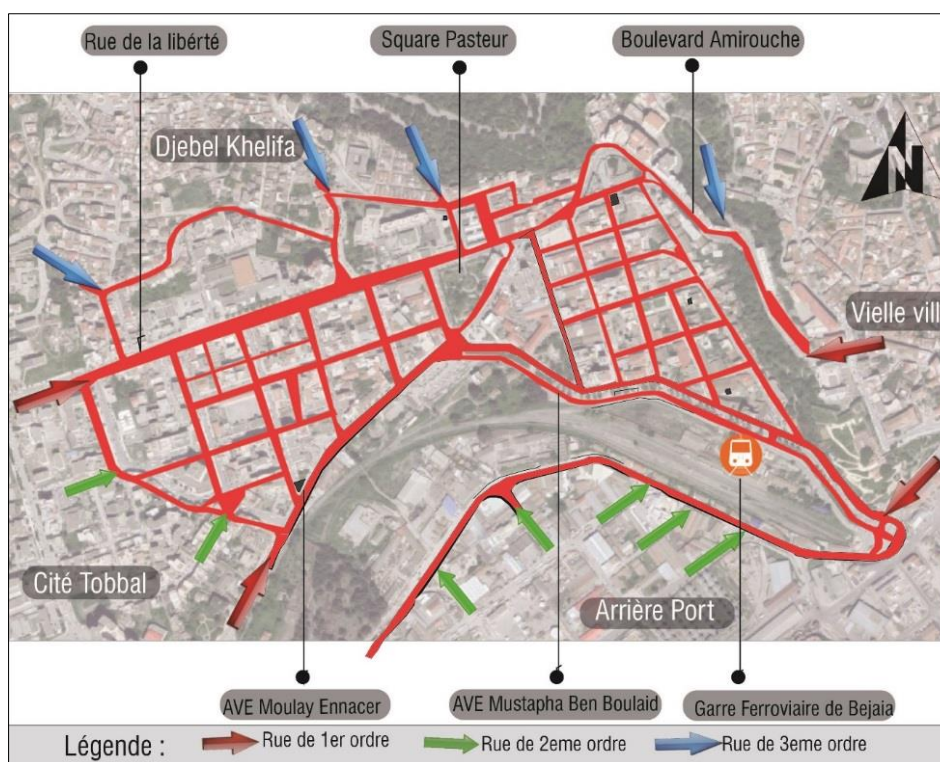 Rue de la libérté
Square Pasteur
Boulevard Amirouche
Djebel Khelifa
N
Vielle vill
Cité Tobbal
Arrière Port
AVE Moulay Ennacer
AVE Mustapha Ben Boulaid
Garre Ferroviaire de Bejaia
Légende :
Rue de 1er ordre
Rue de 2eme ordre
Rue de 3eme ordre